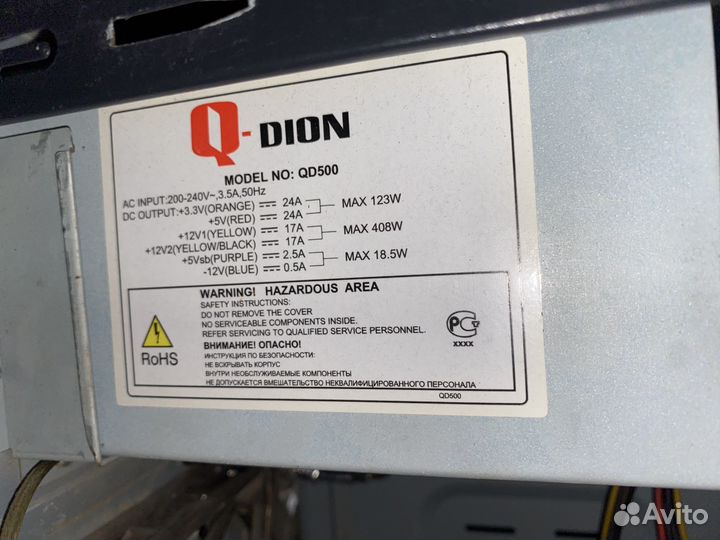 Q-DION
MODEL NO: QD500
AC INPUT:200-240V~,3.5A,50Hz
DC OUTPUT:+3.3V(ORANGE) 24A MAX 123W
+5V(RED) 24A
+12V1(YELLOW) 17A MAX 408W
+12V2(YELLOW/BLACK) 17A
+5Vsb(PURPLE) 2.5A MAX 18.5W
-12V(BLUE) 0.5A
WARNING! HAZARDOUS AREA
SAFETY INSTRUCTIONS:
DO NOT REMOVE THE COVER
NO SERVICEABLE COMPONENTS INSIDE.
REFER SERVICING TO QUALIFIED SERVICE PERSONNEL.
ВНИМАНИЕ! ОПАСНО!
ИНСТРУКЦИЯ ПО БЕЗОПАСНОСТИ:
НЕ ВСКРЫВАТЬ КОРПУС
ВНУТРИ НЕОБСЛУЖИВАЕМЫЕ КОМПОНЕНТЫ
НЕ ДОПУСКАЕТСЯ ВМЕШАТЕЛЬСТВО НЕКВАЛИФИЦИРОВАННОГО ПЕРСОНАЛА
RoHS
РСТ
xxxx
QD500
Avito